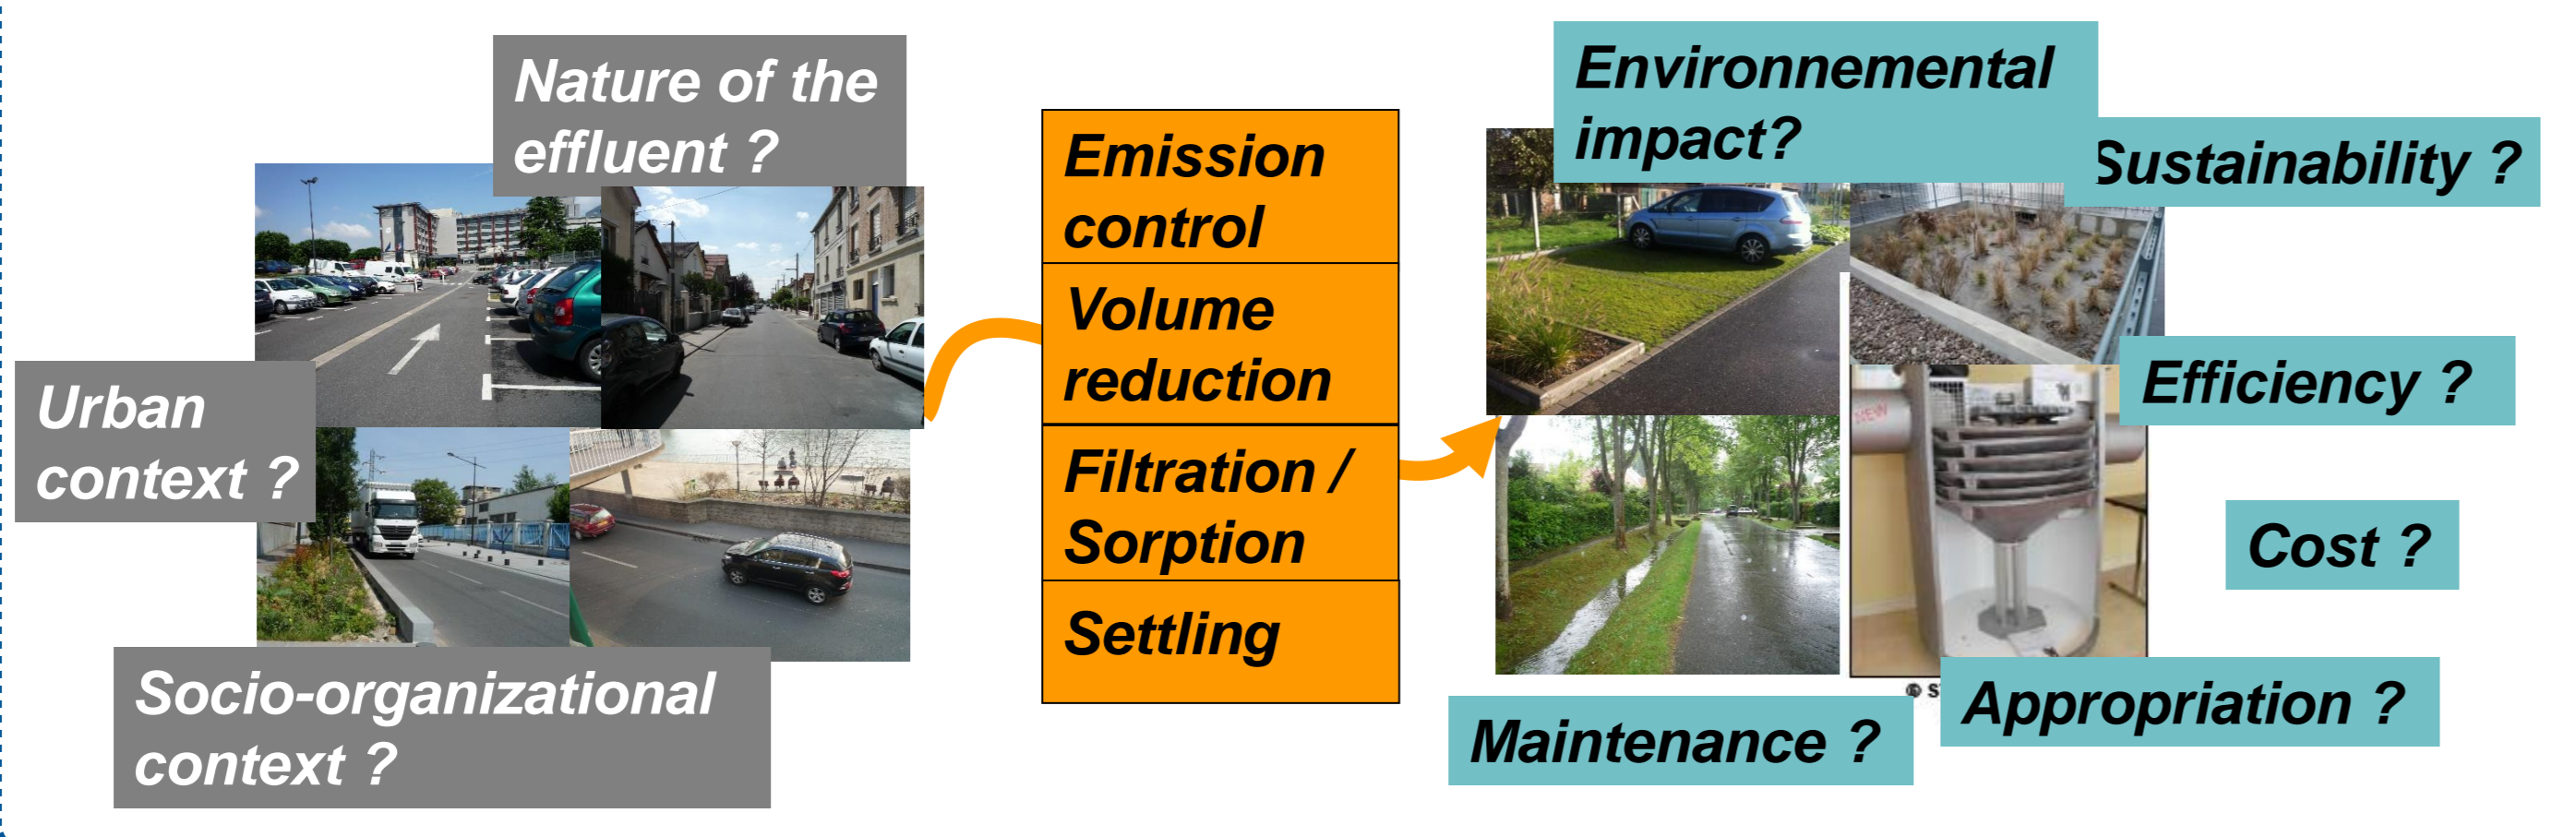 Nature of the
effluent ?
Urban
context ?
Socio-organizational
context ?
Emission
control
Volume
reduction
Filtration /
Sorption
Settling
Environnemental
impact?
Sustainability ?
Efficiency ?
Cost ?
Appropriation ?
Maintenance ?
NEW